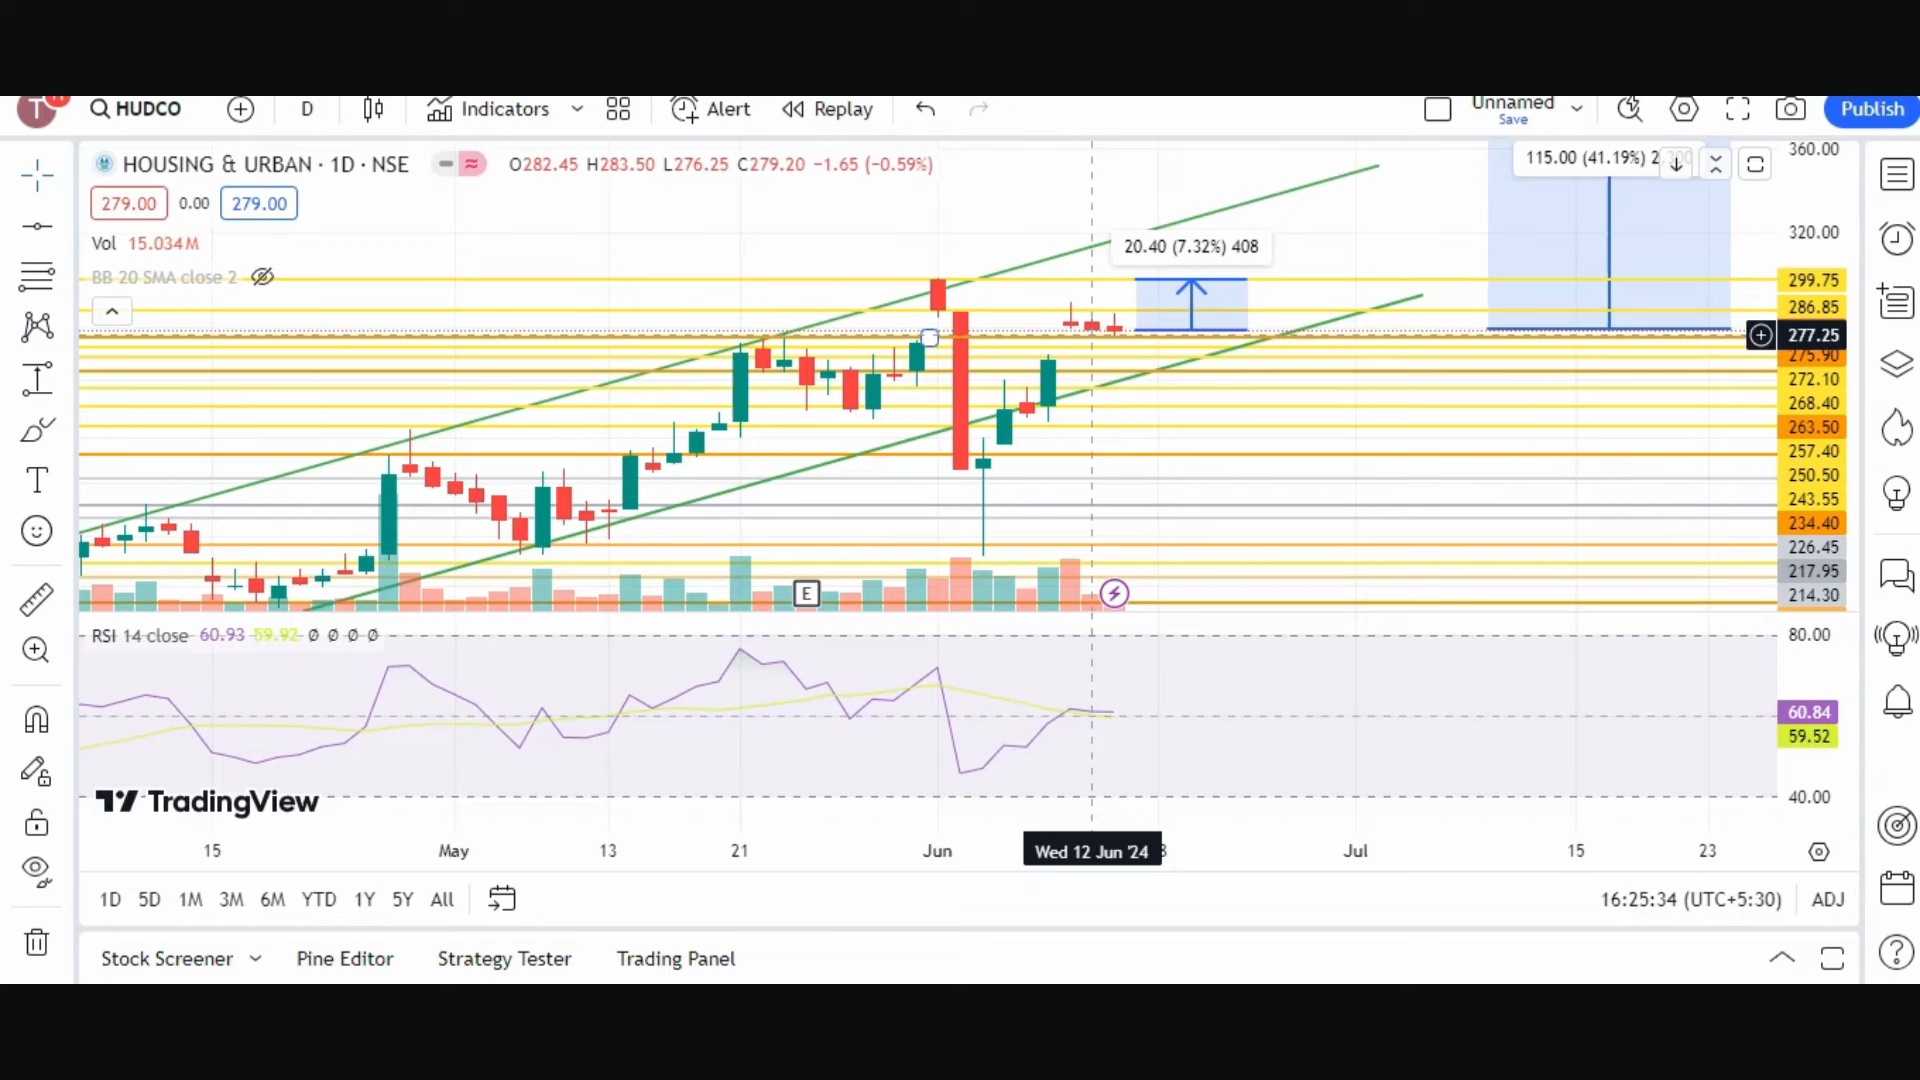 T
HUDCO
D
Indicators
Alert
Replay
Unnamed
Save
Publish
HOUSING & URBAN · 1D · NSE
O282.45 H283.50 L276.25 C279.20 −1.65 (−0.59%)
115.00 (41.19%)
360.00
279.00 0.00 279.00
Vol 15.034M
BB 20 SMA close 2
20.40 (7.32%) 408
320.00
299.75
286.85
277.25
275.90
272.10
268.40
263.50
257.40
250.50
243.55
234.40
226.45
217.95
214.30
E
RSI 14 close 60.93 59.92 Ø Ø Ø Ø
80.00
60.84
59.52
40.00
TradingView
15 May 13 21 Jun Wed 12 Jun '24 Jul 15 23
1D 5D 1M 3M 6M YTD 1Y 5Y All
16:25:34 (UTC+5:30) ADJ
Stock Screener Pine Editor Strategy Tester Trading Panel